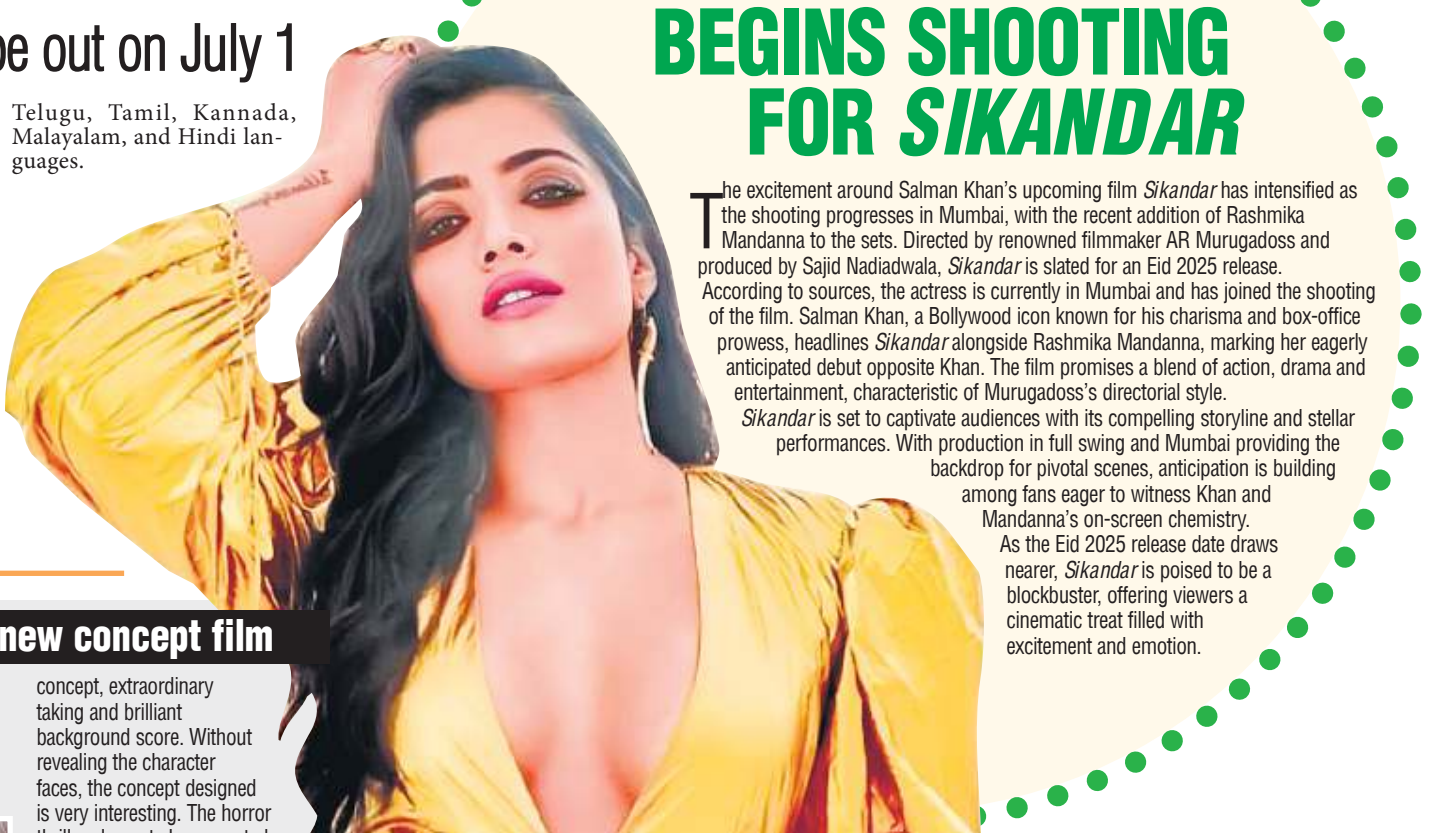 be out on July 1
Telugu, Tamil, Kannada,
Malayalam, and Hindi lan-
guages.
BEGINS SHOOTING
FOR SIKANDAR
The excitement around Salman Khan's upcoming film Sikandar has intensified as
the shooting progresses in Mumbai, with the recent addition of Rashmika
Mandanna to the sets. Directed by renowned filmmaker AR Murugadoss and
produced by Sajid Nadiadwala, Sikandar is slated for an Eid 2025 release.
According to sources, the actress is currently in Mumbai and has joined the shooting
of the film. Salman Khan, a Bollywood icon known for his charisma and box-office
prowess, headlines Sikandar alongside Rashmika Mandanna, marking her eagerly
anticipated debut opposite Khan. The film promises a blend of action, drama and
entertainment, characteristic of Murugadoss's directorial style.
Sikandar is set to captivate audiences with its compelling storyline and stellar
performances. With production in full swing and Mumbai providing the
backdrop for pivotal scenes, anticipation is building
among fans eager to witness Khan and
Mandanna's on-screen chemistry.
As the Eid 2025 release date draws
nearer, Sikandar is poised to be a
blockbuster, offering viewers a
cinematic treat filled with
excitement and emotion.
new concept film
concept, extraordinary
taking and brilliant
background score. Without
revealing the character
faces, the concept designed
is very interesting. The horror